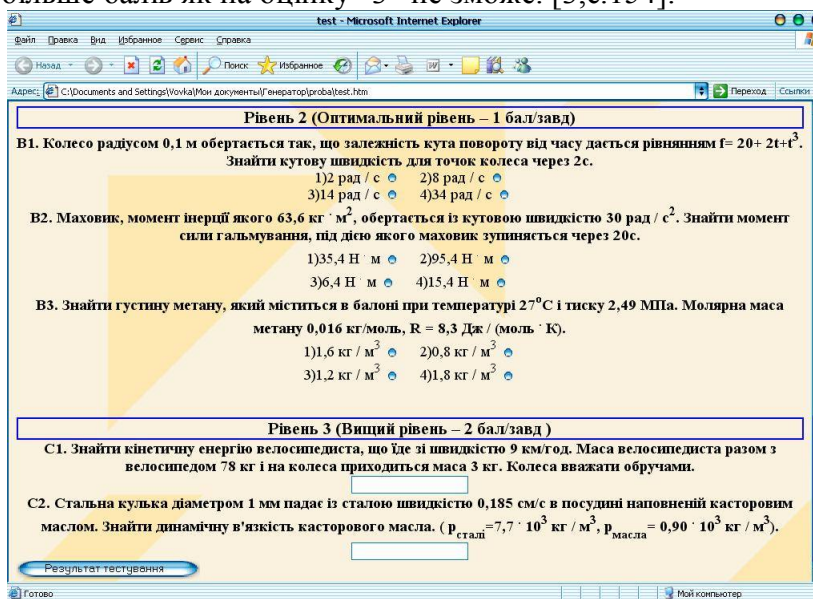 більше балів як на оцінку "3" не зможе. [3,с.154].
test - Microsoft Internet Explorer
Файл Правка Вид Избранное Сервис Справка
Назад Поиск Избранное
Адрес: C:\Documents and Settings\Vovka\Мои документы\Генератор\proba\test.htm Переход Ссылки
Рівень 2 (Оптимальний рівень – 1 бал/завд)
В1. Колесо радіусом 0,1 м обертається так, що залежність кута повороту від часу дається рівнянням f= 20+ 2t+t³.
Знайти кутову швидкість для точок колеса через 2с.
1)2 рад / с 2)8 рад / с
3)14 рад / с 4)34 рад / с
В2. Маховик, момент інерції якого 63,6 кг · м², обертається із кутовою швидкістю 30 рад / с². Знайти момент
сили гальмування, під дією якого маховик зупиняється через 20с.
1)35,4 Н · м 2)95,4 Н · м
3)6,4 Н · м 4)15,4 Н · м
В3. Знайти густину метану, який міститься в балоні при температурі 27°С і тиску 2,49 МПа. Молярна маса
метану 0,016 кг/моль, R = 8,3 Дж / (моль · К).
1)1,6 кг / м³ 2)0,8 кг / м³
3)1,2 кг / м³ 4)1,8 кг / м³
Рівень 3 (Вищий рівень – 2 бал/завд )
С1. Знайти кінетичну енергію велосипедиста, що їде зі швидкістю 9 км/год. Маса велосипедиста разом з
велосипедом 78 кг і на колеса приходиться маса 3 кг. Колеса вважати обручами.
С2. Стальна кулька діаметром 1 мм падає із сталою швидкістю 0,185 см/с в посудині наповненій касторовим
маслом. Знайти динамічну в'язкість касторового масла. ( р сталі=7,7 · 10³ кг / м³, р масла= 0,90 · 10³ кг / м³).
Результат тестування
Готово Мой компьютер